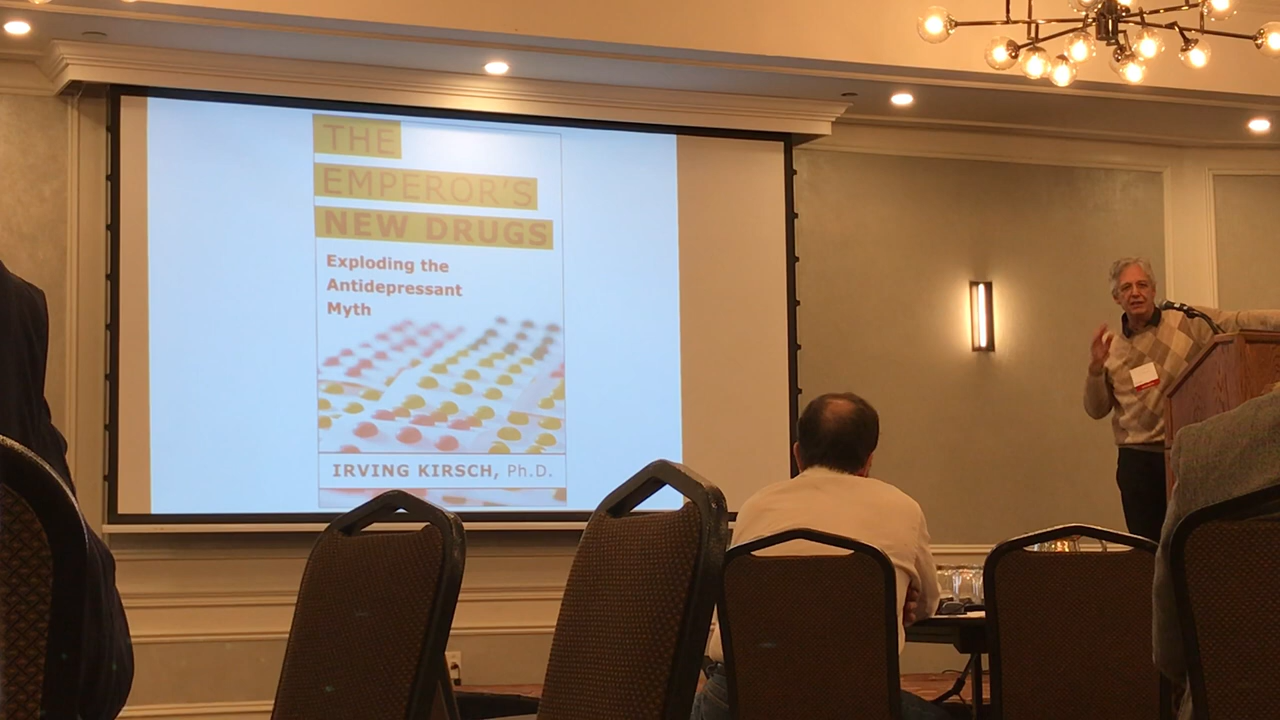 THE
EMPEROR'S
NEW DRUGS
Exploding the
Antidepressant
Myth
IRVING KIRSCH, Ph.D.